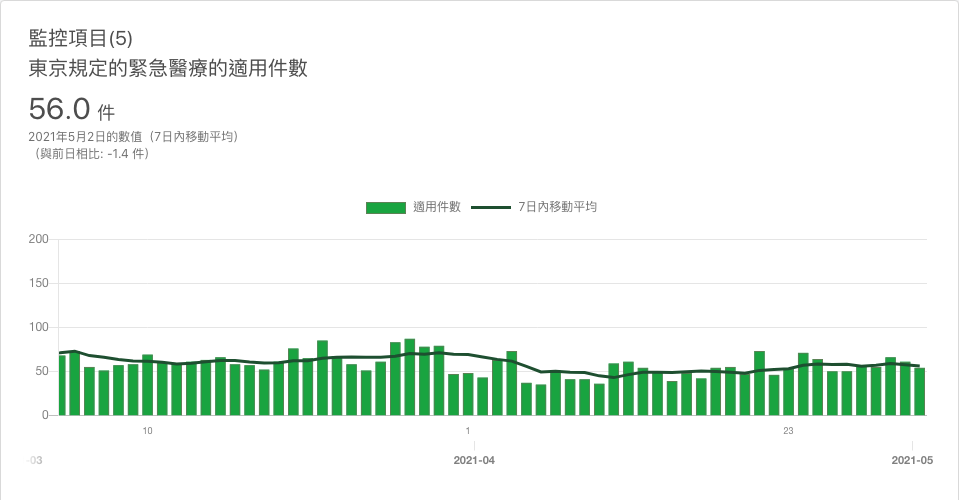 監控項目(5)
東京規定的緊急醫療的適用件數
56.0 件
2021年5月2日的數值（7日內移動平均）
（與前日相比: -1.4 件）
適用件數 7日內移動平均
200
150
100
50
0
10 1 23
-03 2021-04 2021-05